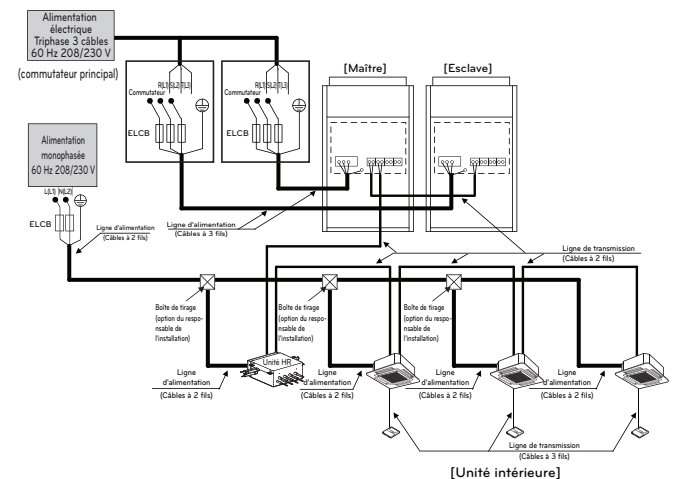 Alimentation
électrique
Triphase 3 câbles
60 Hz 208/230 V
(commutateur principal)
R(L1) S(L2) T(L3)
Commutateur
ELCB
R(L1) S(L2) T(L3)
Commutateur
ELCB
[Maître]
[Esclave]
Alimentation
monophasée
60 Hz 208/230 V
L(L1) N(L2)
ELCB
Ligne d'alimentation
(Câbles à 2 fils)
Ligne d'alimentation
(Câbles à 3 fils)
Ligne de transmission
(Câbles à 2 fils)
Boîte de tirage
(option du respo-
nsable de
l'installation)
Boîte de tirage
(option du respo-
nsable de
l'installation)
Boîte de tirage
(option du respo-
nsable de
l'installation)
Unité HR
Ligne
d'alimentation
(Câbles à 2 fils)
Ligne
d'alimentation
(Câbles à 2 fils)
Ligne
d'alimentation
(Câbles à 2 fils)
Ligne
d'alimentation
(Câbles à 2 fils)
Ligne de transmission
(Câbles à 3 fils)
[Unité intérieure]